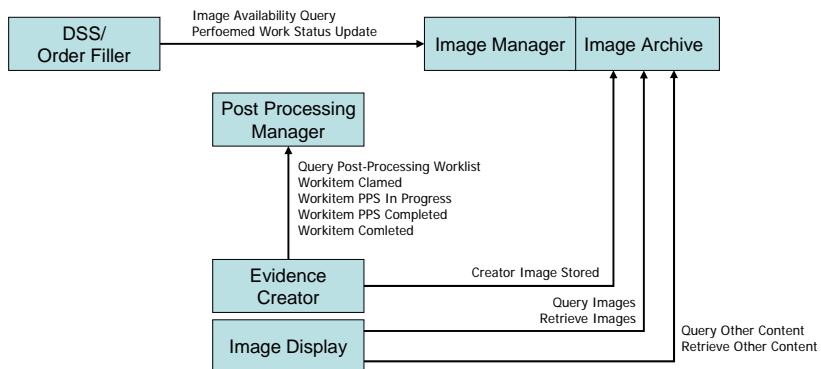 DSS/
Order Filler
Image Availability Query
Perfoemed Work Status Update
Image Manager
Image Archive
Post Processing
Manager
Query Post-Processing Worklist
Workitem Clamed
Workitem PPS In Progress
Workitem PPS Completed
Workitem Comleted
Evidence
Creator
Creator Image Stored
Query Images
Retrieve Images
Image Display
Query Other Content
Retrieve Other Content